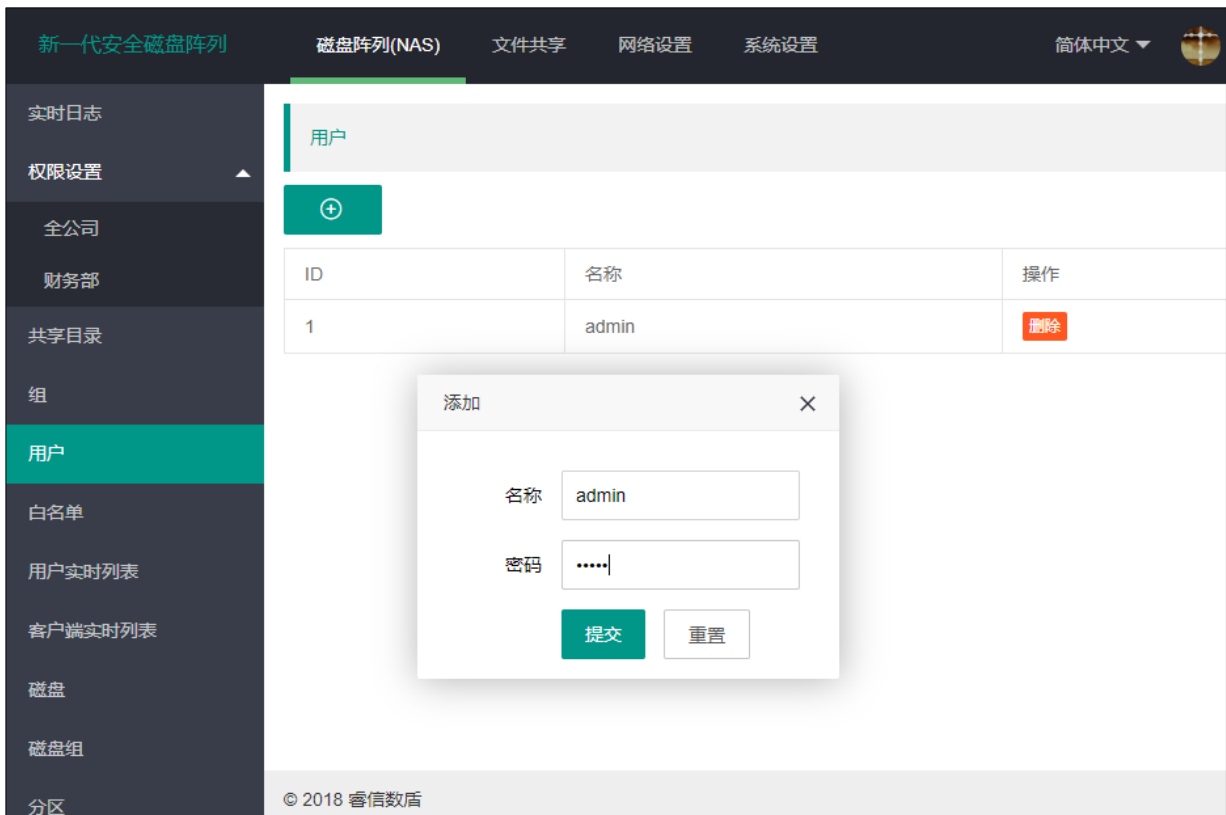 新一代安全磁盘阵列 磁盘阵列(NAS) 文件共享 网络设置 系统设置 简体中文
实时日志
权限设置
全公司
财务部
共享目录
组
用户
白名单
用户实时列表
客户端实时列表
磁盘
磁盘组
分区
用户
ID 名称 操作
1 admin 删除
添加
名称 admin
密码 •••••
提交 重置
© 2018 睿信数盾